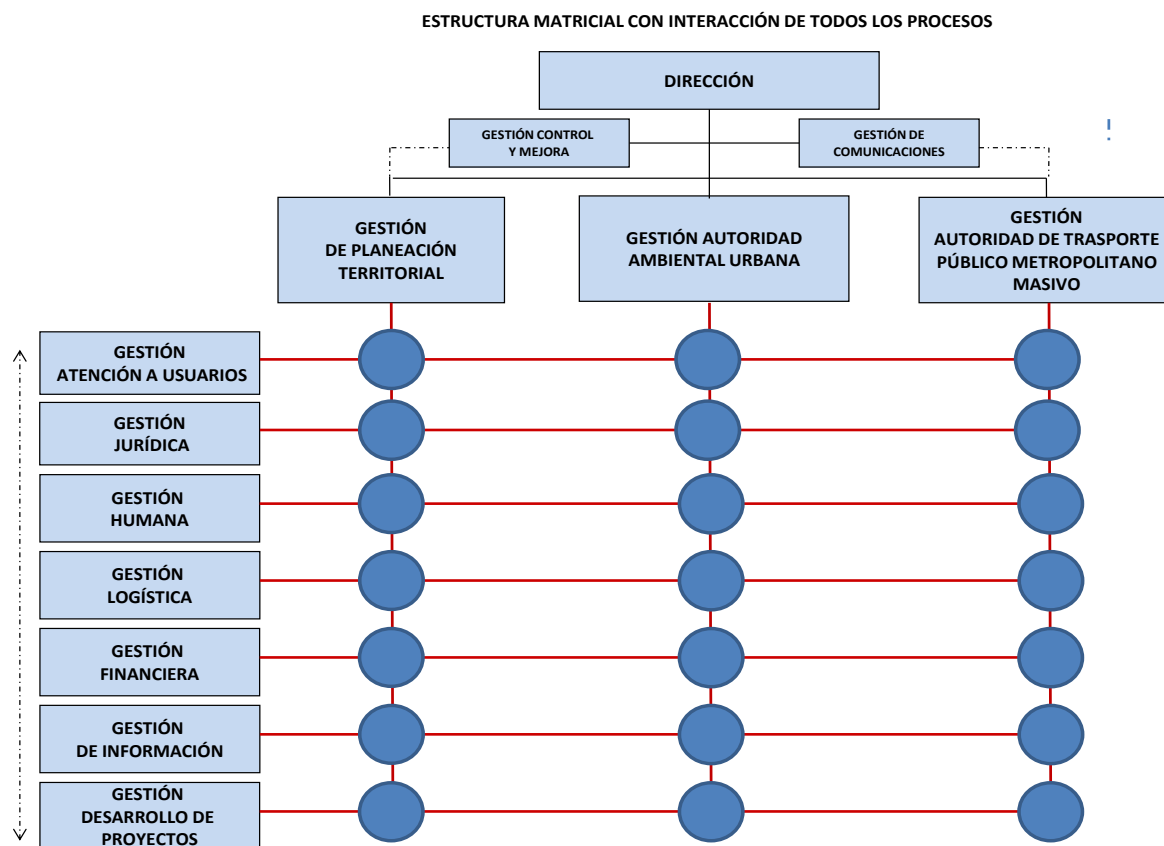 ESTRUCTURA MATRICIAL CON INTERACCIÓN DE TODOS LOS PROCESOS
DIRECCIÓN
GESTIÓN CONTROL
Y MEJORA
GESTIÓN DE
COMUNICACIONES
GESTIÓN
DE PLANEACIÓN
TERRITORIAL
GESTIÓN AUTORIDAD
AMBIENTAL URBANA
GESTIÓN
AUTORIDAD DE TRASPORTE
PÚBLICO METROPOLITANO
MASIVO
GESTIÓN
ATENCIÓN A USUARIOS
GESTIÓN
JURÍDICA
GESTIÓN
HUMANA
GESTIÓN
LOGÍSTICA
GESTIÓN
FINANCIERA
GESTIÓN
DE INFORMACIÓN
GESTIÓN
DESARROLLO DE
PROYECTOS